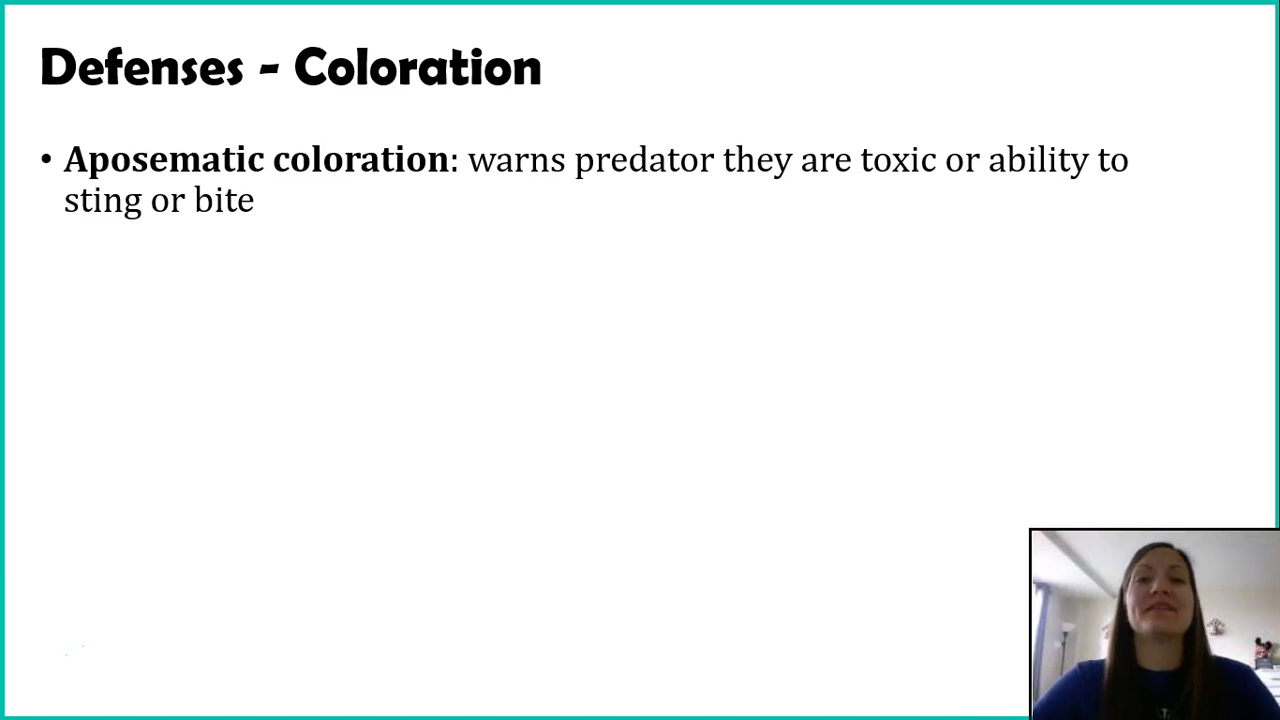 Defenses - Coloration
• Aposematic coloration: warns predator they are toxic or ability to
sting or bite